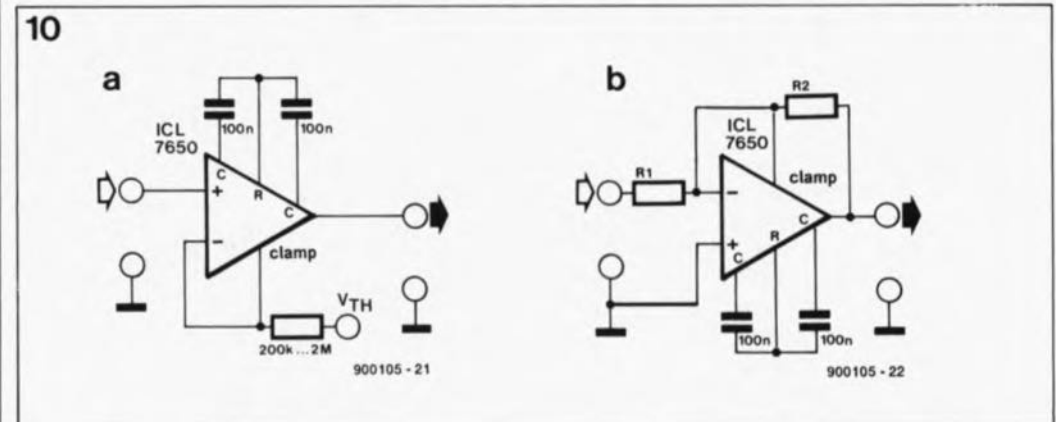 10
a
ICL
7650
100n
100n
C
+
R
C
−
clamp
VTH
200k ... 2M
900105 - 21
b
R2
ICL
7650
R1
clamp
−
C
+
R
C
100n
100n
900105 - 22